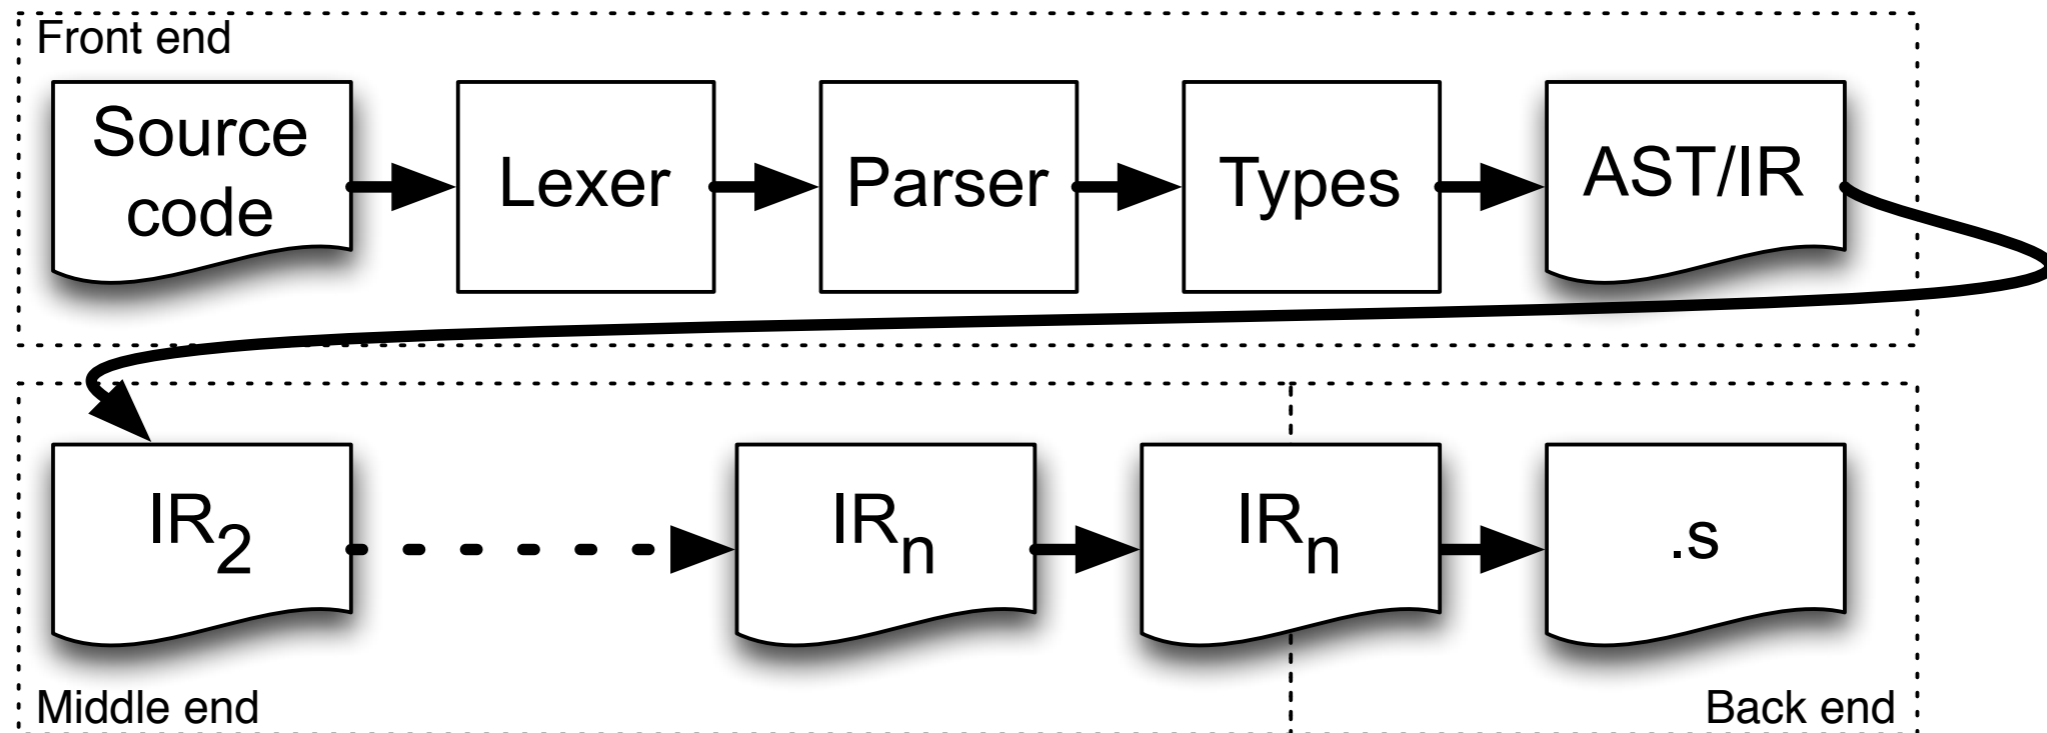 Front end
Source
code
Lexer
Parser
Types
AST/IR
IR2
IRn
IRn
.s
Middle end
Back end